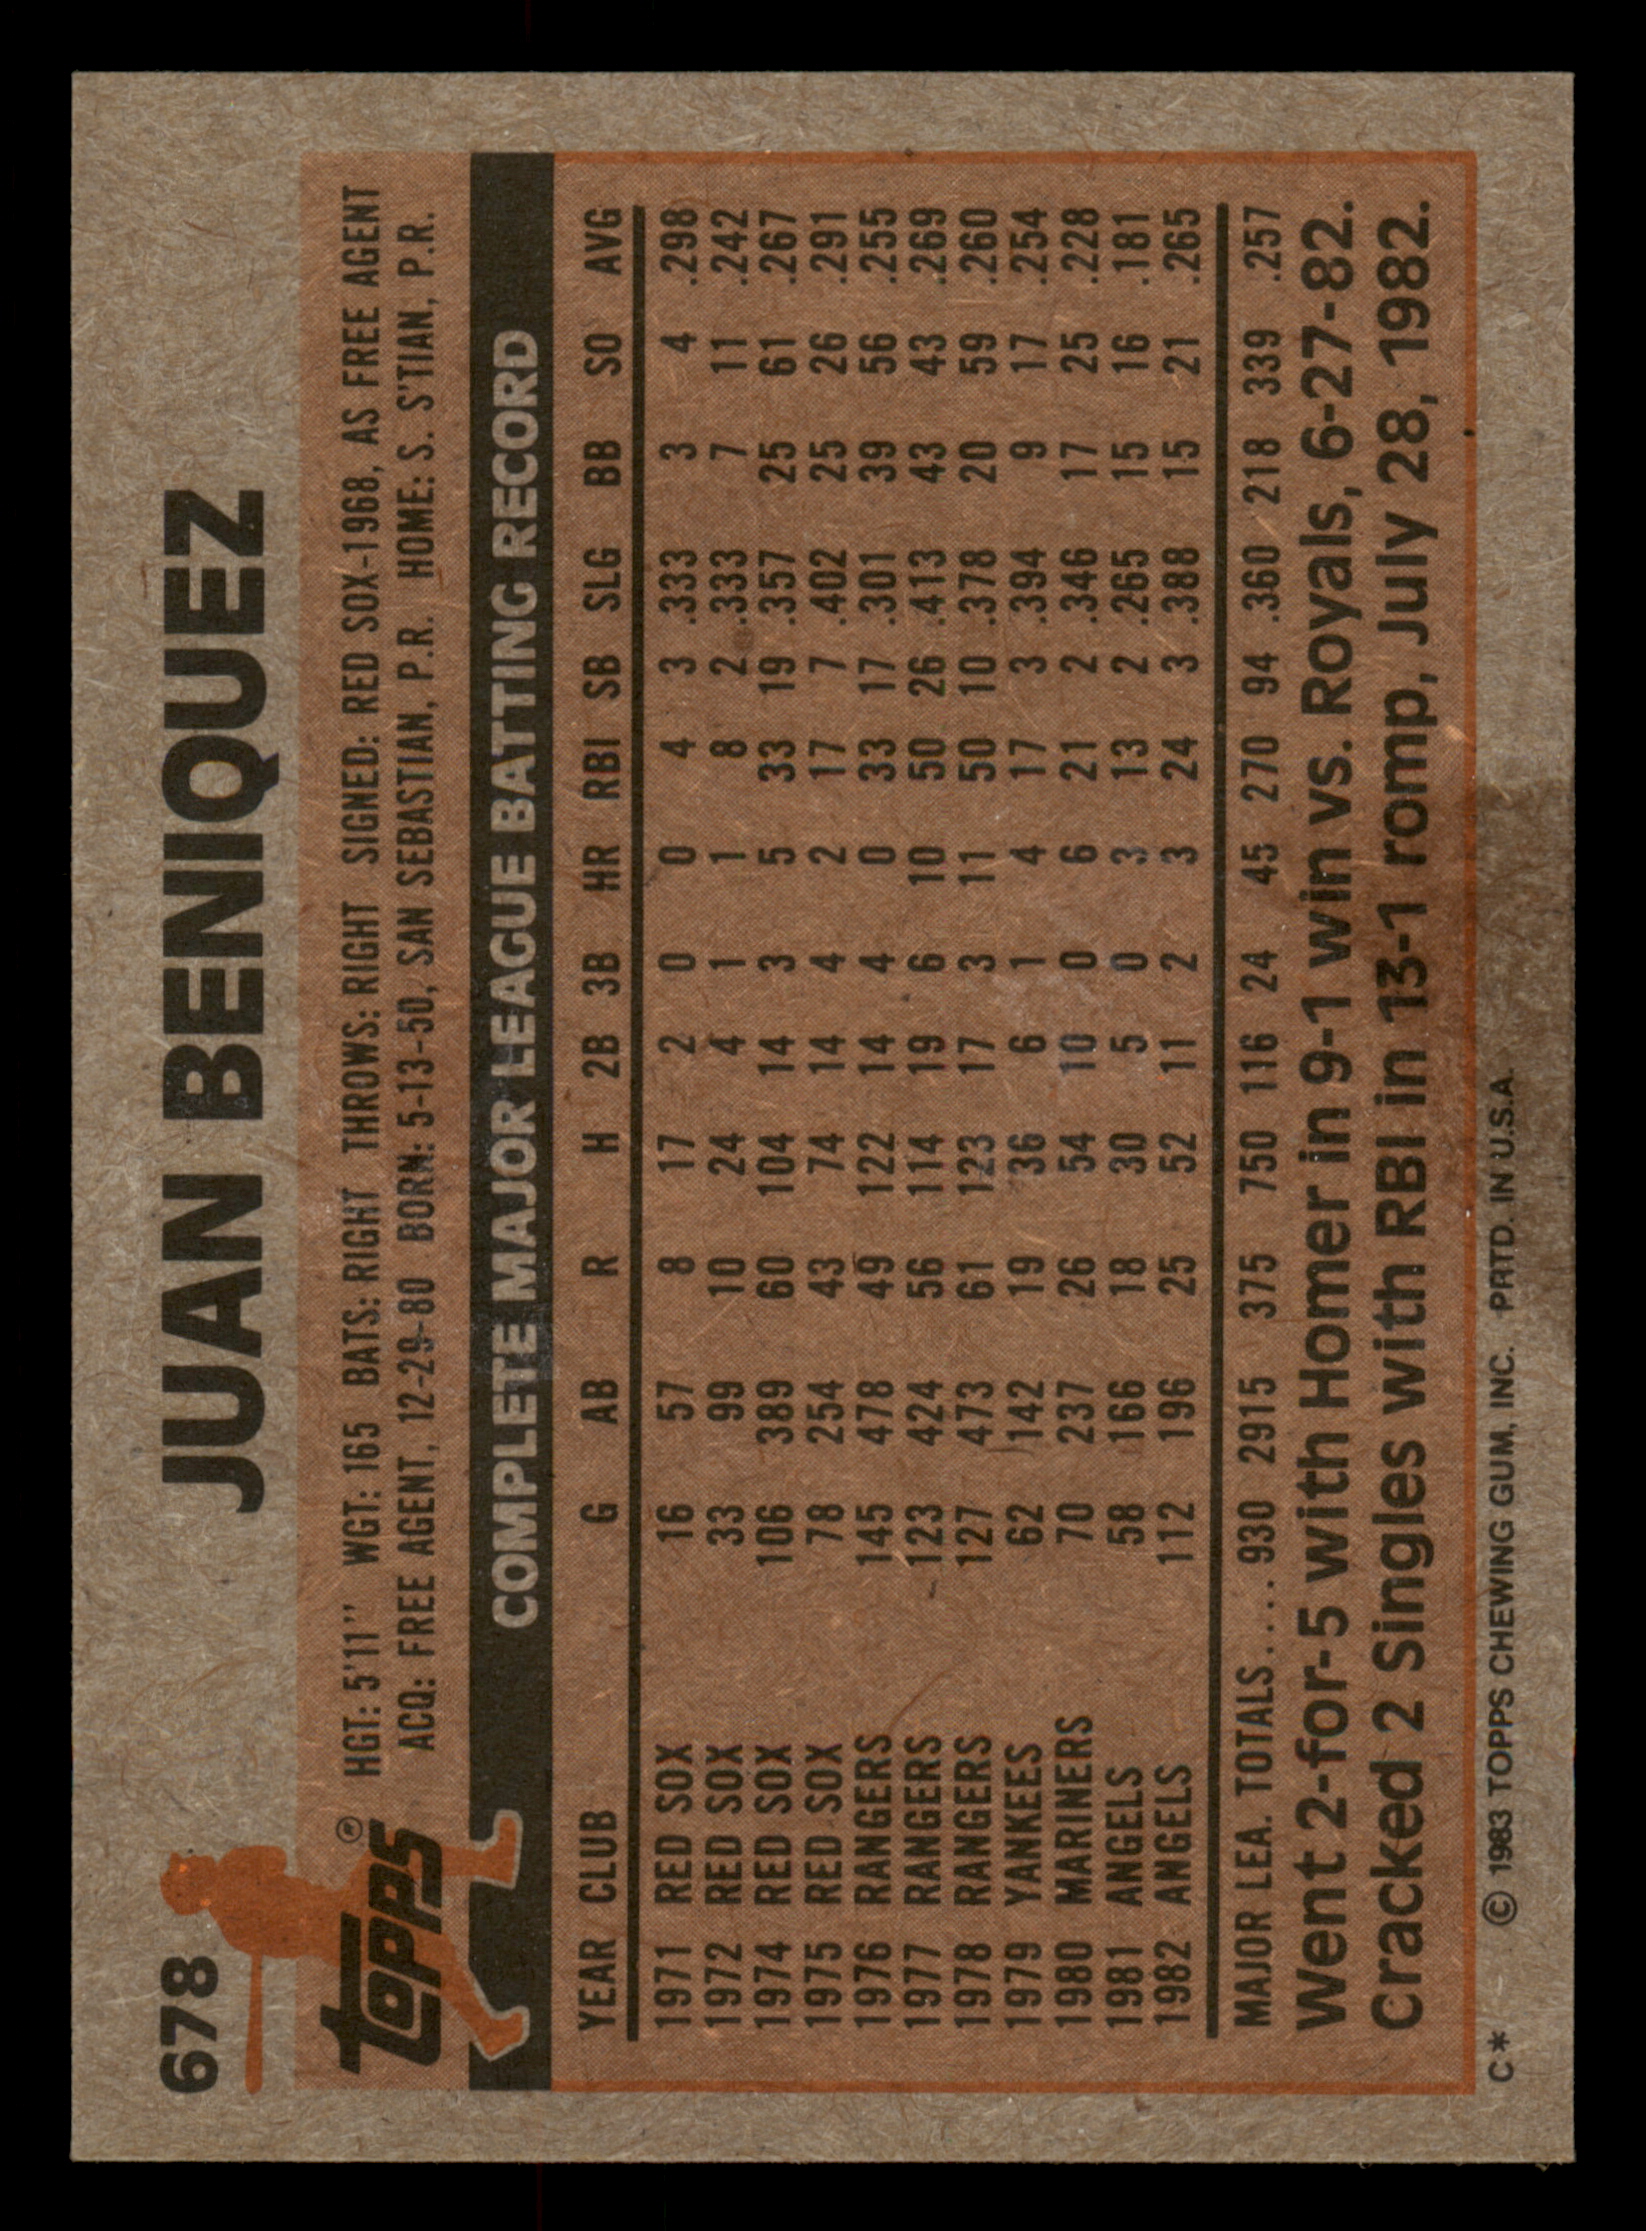 678 JUAN BENIQUEZ
Topps®
HGT: 5'11" WGT: 165 BATS: RIGHT THROWS: RIGHT SIGNED: RED SOX-1968, AS FREE AGENT
ACQ: FREE AGENT, 12-29-80 BORN: 5-13-50, SAN SEBASTIAN, P.R. HOME: S. S'TIAN, P.R.
COMPLETE MAJOR LEAGUE BATTING RECORD
YEAR CLUB G AB R H 2B 3B HR RBI SB SLG BB SO AVG
1971 RED SOX 16 57 8 17 2 0 0 4 3 .333 3 4 .298
1972 RED SOX 33 99 10 24 4 1 1 8 2 .333 7 11 .242
1974 RED SOX 106 389 60 104 14 3 5 33 19 .357 25 61 .267
1975 RED SOX 78 254 43 74 14 4 2 17 7 .402 25 26 .291
1976 RANGERS 145 478 49 122 14 4 0 33 17 .301 39 56 .255
1977 RANGERS 123 424 56 114 19 6 10 50 26 .413 43 43 .269
1978 RANGERS 127 473 61 123 17 3 11 50 10 .378 20 59 .260
1979 YANKEES 62 142 19 36 6 1 4 17 3 .394 9 17 .254
1980 MARINERS 70 237 26 54 10 0 6 21 2 .346 17 25 .228
1981 ANGELS 58 166 18 30 5 0 3 13 2 .265 15 16 .181
1982 ANGELS 112 196 25 52 11 2 3 24 3 .388 15 21 .265
MAJOR LEA. TOTALS.... 930 2915 375 750 116 24 45 270 94 .360 218 339 .257
Went 2-for-5 with Homer in 9-1 win vs. Royals, 6-27-82.
Cracked 2 Singles with RBI in 13-1 romp, July 28, 1982.
C* © 1983 TOPPS CHEWING GUM, INC. PRTD. IN U.S.A.